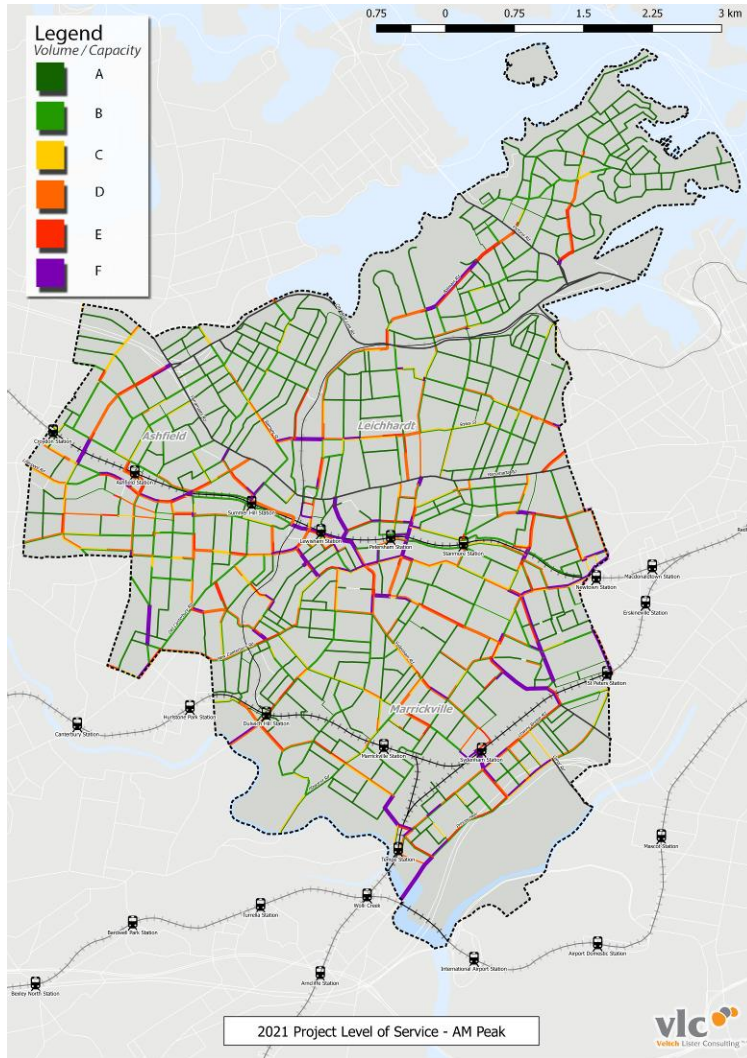 0.75 0 0.75 1.5 2.25 3 km
Legend
Volume / Capacity
A
B
C
D
E
F
Croydon Station
Ashfield
Leichhardt
Ashfield Station
Summer Hill Station
Lewisham Station
Petersham Station
Stanmore Station
Newtown Station
Macdonaldtown Station
Erskineville Station
St Peters Station
Marrickville
Hurlstone Park Station
Canterbury Station
Dulwich Hill Station
Marrickville Station
Sydenham Station
Tempe Station
Mascot Station
Wolli Creek
Turrella Station
Bardwell Park Station
Bexley North Station
Arncliffe Station
International Airport Station
Airport Domestic Station
2021 Project Level of Service - AM Peak
vlc
Veitch Lister Consulting